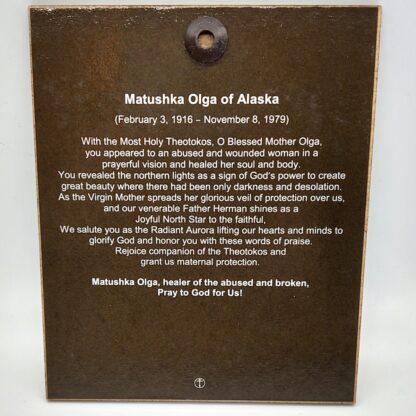 Matushka Olga of Alaska
(February 3, 1916 – November 8, 1979)
With the Most Holy Theotokos, O Blessed Mother Olga,
you appeared to an abused and wounded woman in a
prayerful vision and healed her soul and body.
You revealed the northern lights as a sign of God's power to create
great beauty where there had been only darkness and desolation.
As the Virgin Mother spreads her glorious veil of protection over us,
and our venerable Father Herman shines as a
Joyful North Star to the faithful,
We salute you as the Radiant Aurora lifting our hearts and minds to
glorify God and honor you with these words of praise.
Rejoice companion of the Theotokos and
grant us maternal protection.
Matushka Olga, healer of the abused and broken,
Pray to God for Us!